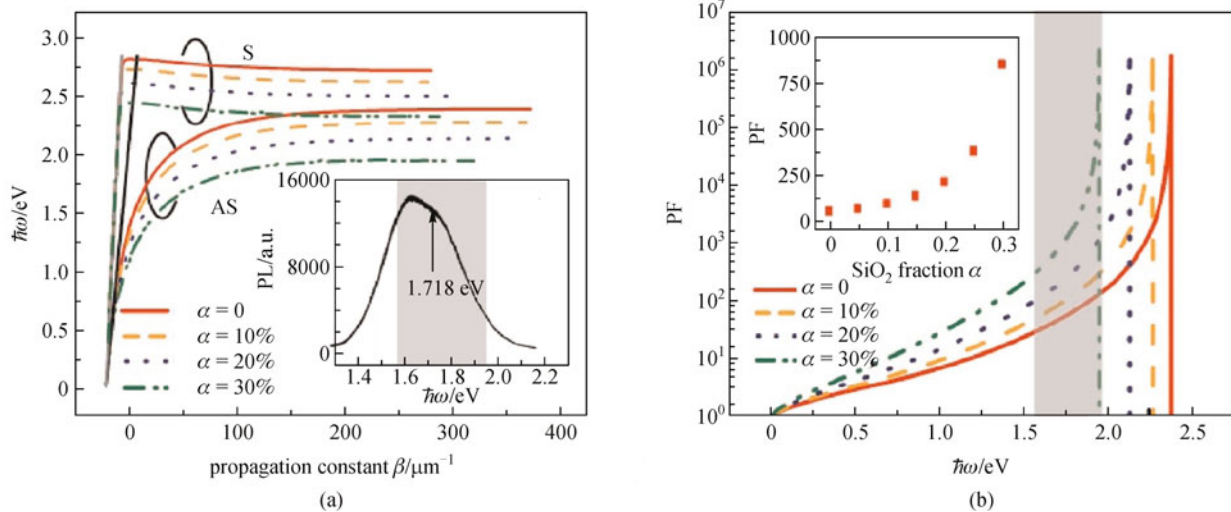 3.0
2.5
2.0
1.5
1.0
0.5
0
ħω/eV
S
AS
α = 0
α = 10%
α = 20%
α = 30%
0 100 200 300 400
propagation constant β/μm⁻¹
16000
8000
0
PL/a.u.
1.718 eV
1.4 1.6 1.8 2.0 2.2
ħω/eV
(a)
10⁷
10⁶
10⁵
10⁴
10³
10²
10¹
10⁰
PF
1000
750
500
250
0
PF
0 0.1 0.2 0.3
SiO₂ fraction α
α = 0
α = 10%
α = 20%
α = 30%
0 0.5 1.0 1.5 2.0 2.5
ħω/eV
(b)